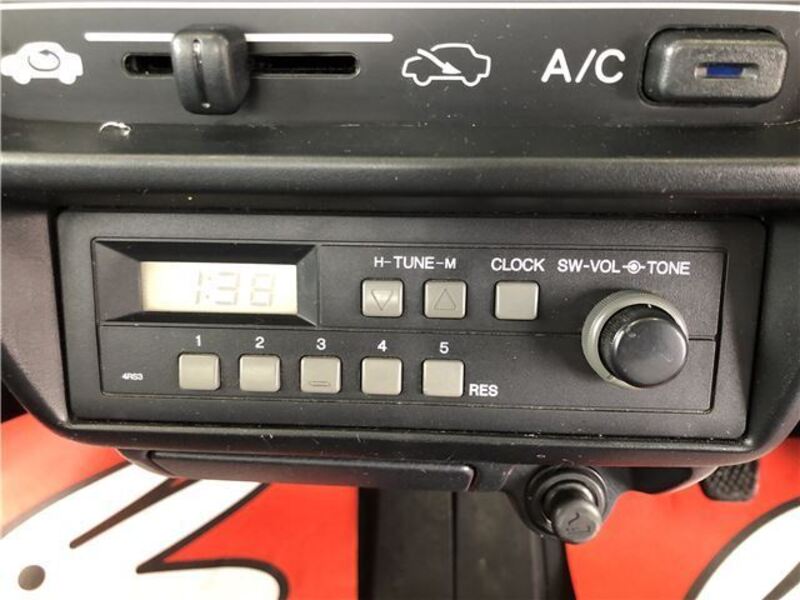 A/C
1:38
H-TUNE-M CLOCK SW-VOL TONE
1 2 3 4 5
4RS3
RES